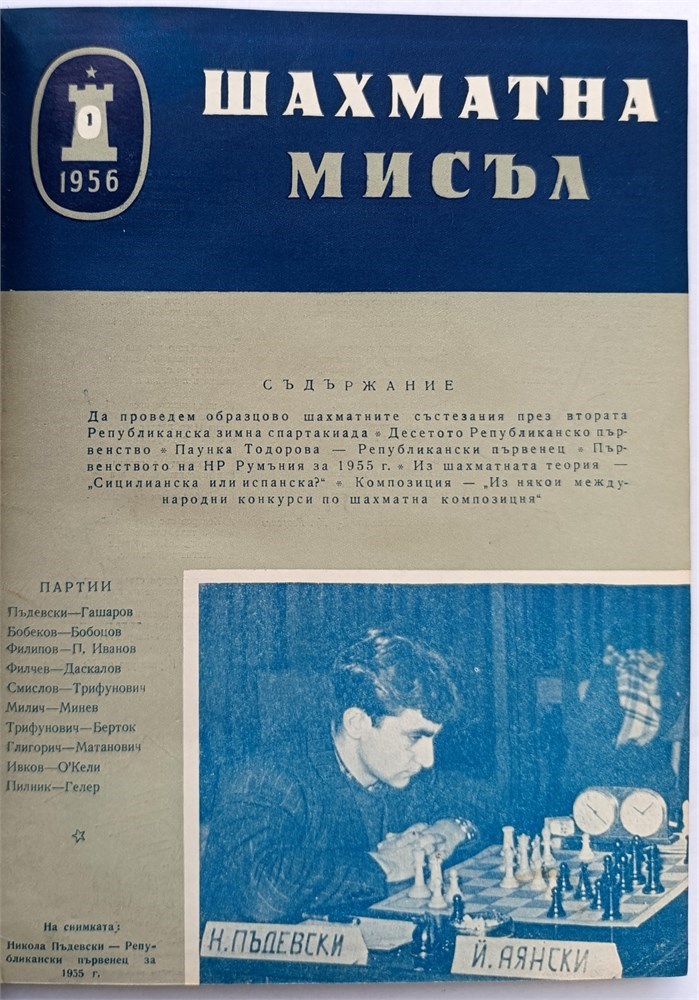 1
1956
ШАХМАТНА
МИСЪЛ
СЪДЪРЖАНИЕ
Да проведем образцово шахматните състезания през втората
Републиканска зимна спартакиада * Десетото Републиканско пър-
венство * Паунка Тодорова — Републикански първенец * Пър-
венството на НР Румъния за 1955 г. * Из шахматната теория —
„Сицилианска или испанска?“ * Композиция — „Из някои между-
народни конкурси по шахматна композиция“
ПАРТИИ
Пъдевски—Гашаров
Бобеков—Бобоцов
Филипов—П. Иванов
Филчев—Даскалов
Смислов—Трифунович
Милич—Минев
Трифунович—Берток
Глигорич—Матанович
Ивков—О'Кели
Пилник—Гелер
На снимката:
Никола Пъдевски — Репу-
бликански първенец за
1955 г.
Н. ПЪДЕВСКИ
Й. АЯНСКИ